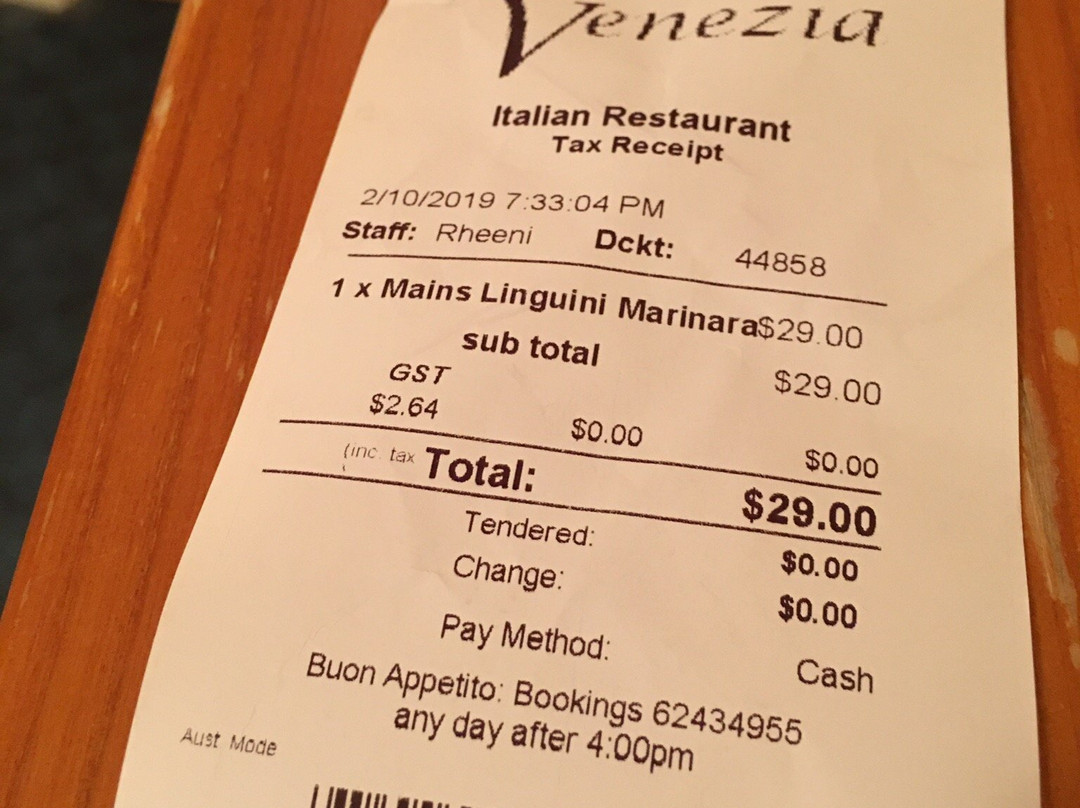 Venezia
Italian Restaurant
Tax Receipt
2/10/2019 7:33:04 PM
Staff: Rheeni Dckt: 44858
1 x Mains Linguini Marinara $29.00
sub total $29.00
GST
$2.64 $0.00 $0.00
(inc. tax Total: $29.00
Tendered: $0.00
Change: $0.00
Pay Method: Cash
Buon Appetito: Bookings 62434955
any day after 4:00pm
Aust Mode